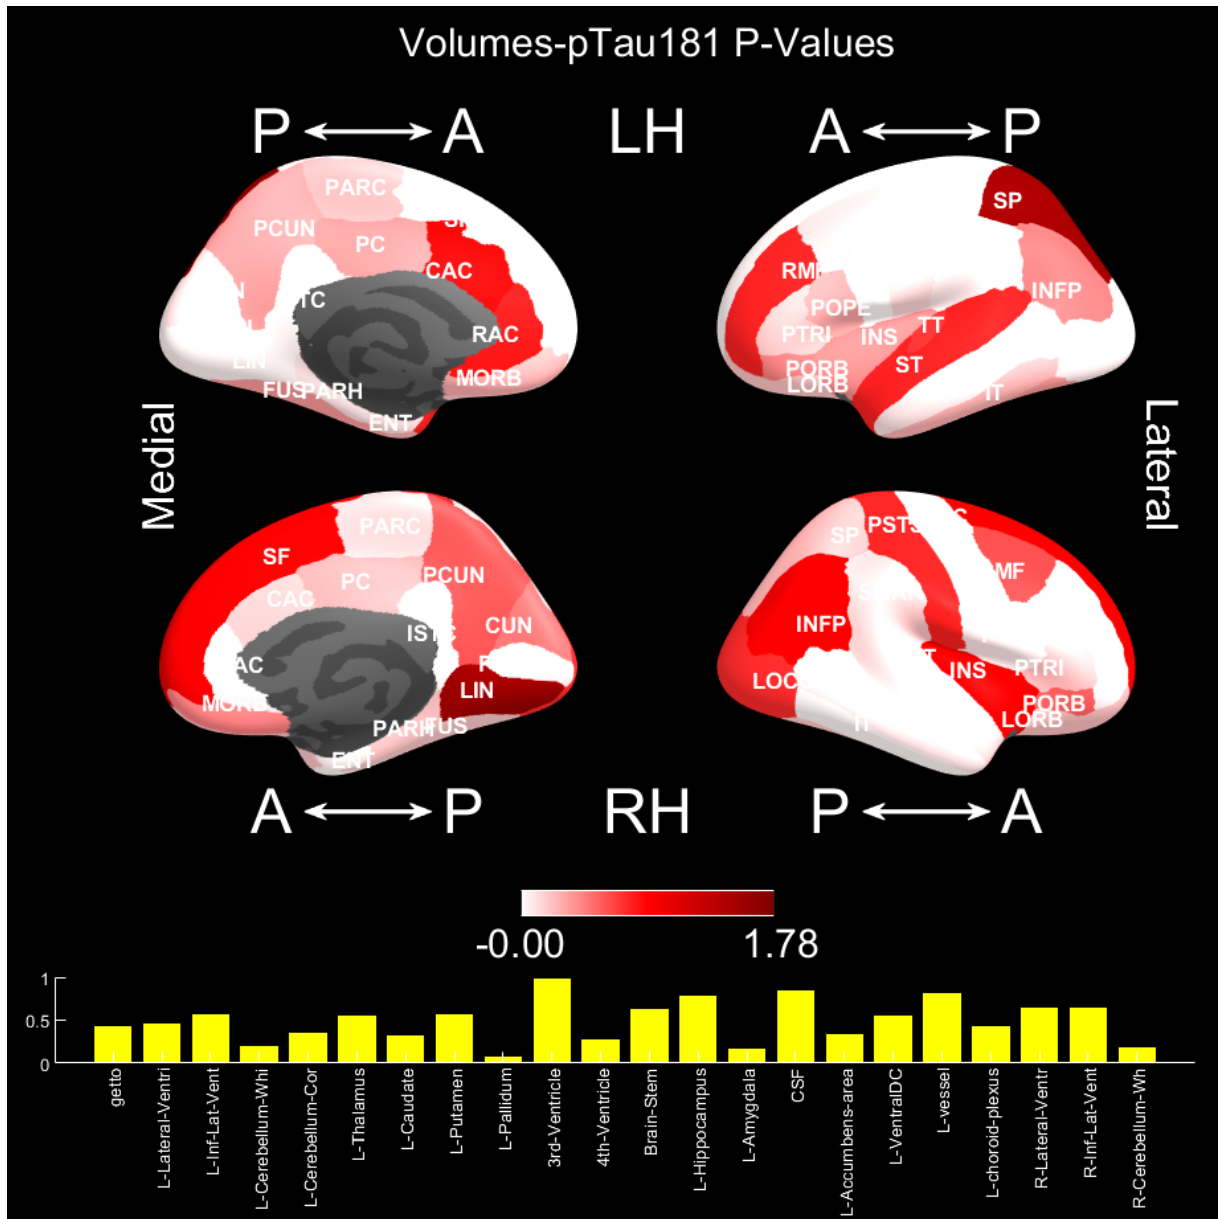 Volumes-pTau181 P-Values
P A LH A P
PARC
PCUN
PC
CAC
RAC
LIN
MORB
FUS PARH
ENT
SP
RM
INFP
POPE
PTRI
INS
TT
ST
PORB
LORB
IT
Medial
Lateral
PARC
SF
PC
PCUN
CAC
ISTC
CUN
AC
LIN
MORB
PARH
FUS
ENT
SP
PSTS
MF
INFP
INS
PTRI
LOC
PORB
LORB
IT
A P RH P A
-0.00 1.78
1
0.5
0
getto
L-Lateral-Ventri
L-Inf-Lat-Vent
L-Cerebellum-Whi
L-Cerebellum-Cor
L-Thalamus
L-Caudate
L-Putamen
L-Pallidum
3rd-Ventricle
4th-Ventricle
Brain-Stem
L-Hippocampus
L-Amygdala
CSF
L-Accumbens-area
L-VentralDC
L-vessel
L-choroid-plexus
R-Lateral-Ventr
R-Inf-Lat-Vent
R-Cerebellum-Wh